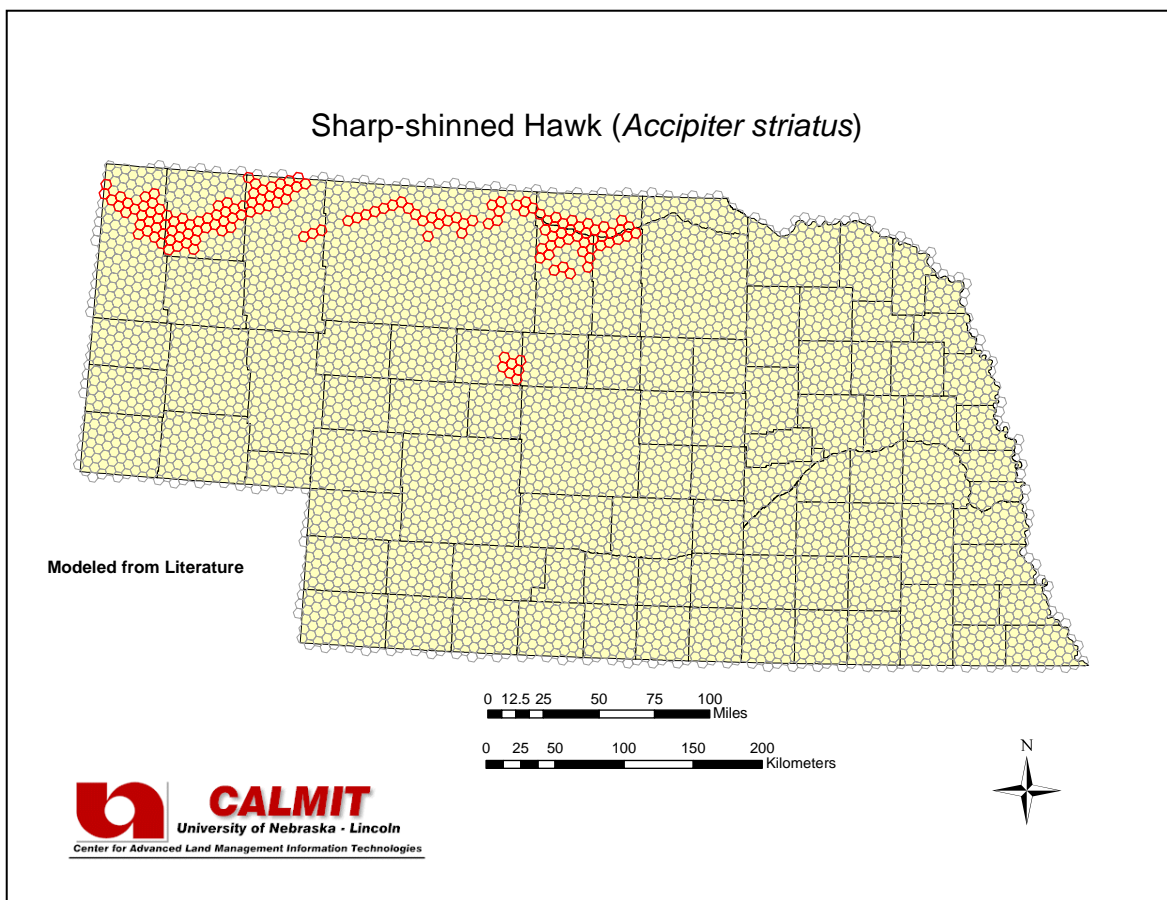 Sharp-shinned Hawk (Accipiter striatus)
Modeled from Literature
0 12.5 25 50 75 100
Miles
0 25 50 100 150 200
Kilometers
N
CALMIT
University of Nebraska - Lincoln
Center for Advanced Land Management Information Technologies